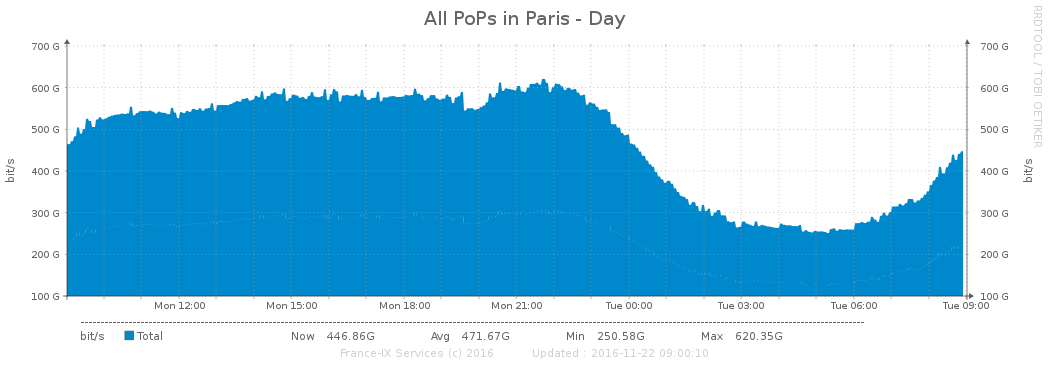 All PoPs in Paris - Day
RRDTOOL / TOBI OETIKER
700 G 700 G
600 G 600 G
500 G 500 G
400 G 400 G
300 G 300 G
200 G 200 G
100 G 100 G
bit/s bit/s
Mon 12:00 Mon 15:00 Mon 18:00 Mon 21:00 Tue 00:00 Tue 03:00 Tue 06:00 Tue 09:00
bit/s Total Now 446.86G Avg 471.67G Min 250.58G Max 620.35G
France-IX Services (c) 2016 Updated : 2016-11-22 09:00:10